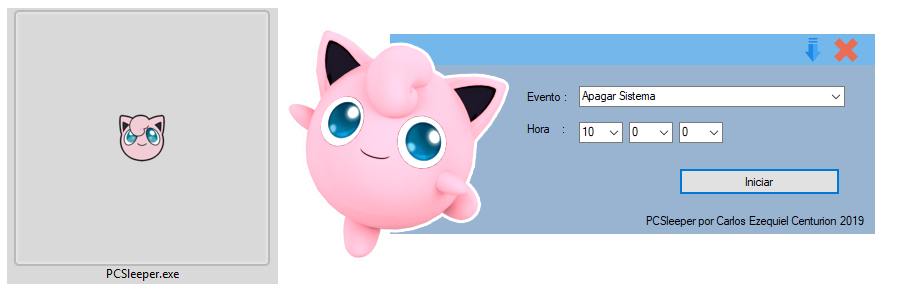 PCSleeper.exe
Evento : Apagar Sistema
Hora : 10 0 0
Iniciar
PCSleeper por Carlos Ezequiel Centurion 2019